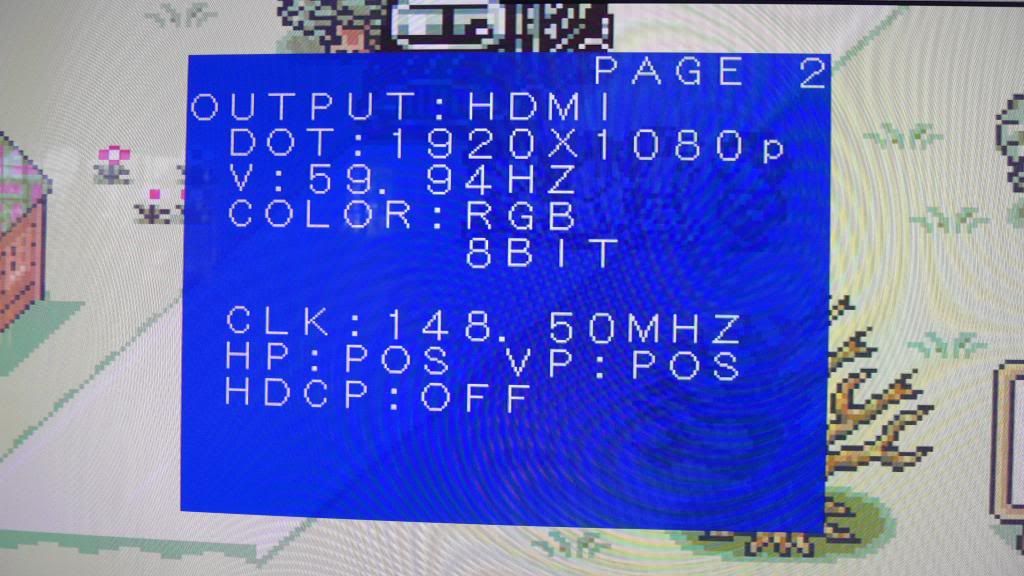 PAGE 2
OUTPUT:HDMI
DOT:1920X1080p
V:59.94HZ
COLOR:RGB
8BIT
CLK:148.50MHZ
HP:POS VP:POS
HDCP:OFF